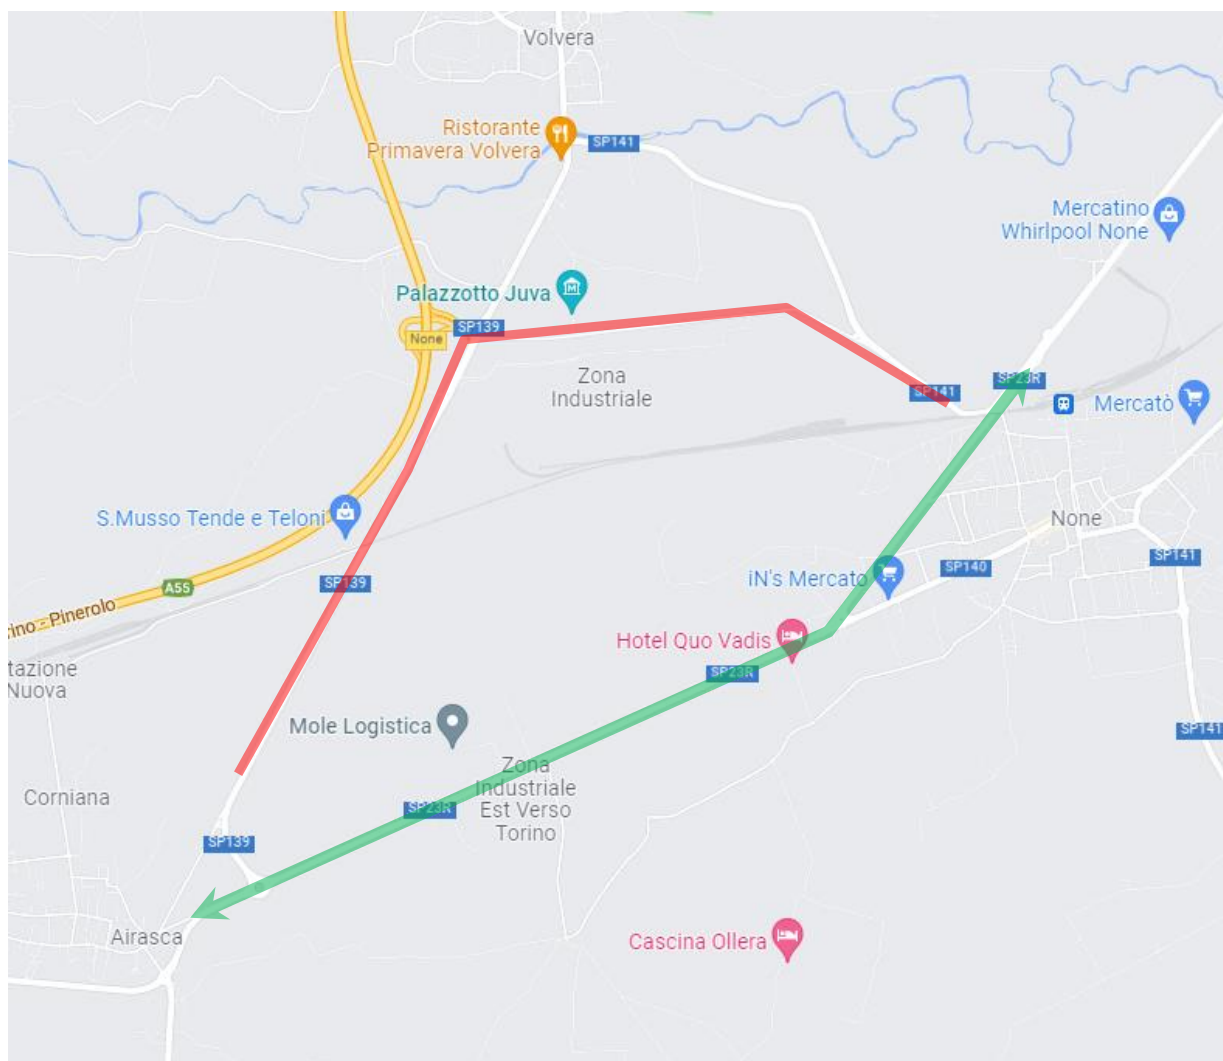 Volvera
Ristorante
Primavera Volvera
SP141
Mercatino
Whirlpool None
Palazzotto Juva
SP139
None
Zona
Industriale
SP141
SP23R
Mercatò
S.Musso Tende e Teloni
None
SP139
A55
SP141
iN's Mercato
SP140
rino - Pinerolo
Hotel Quo Vadis
SP23R
tazione
Nuova
Mole Logistica
SP141
Zona
Industriale
Est Verso
Torino
Corniana
SP23R
SP139
Airasca
Cascina Ollera